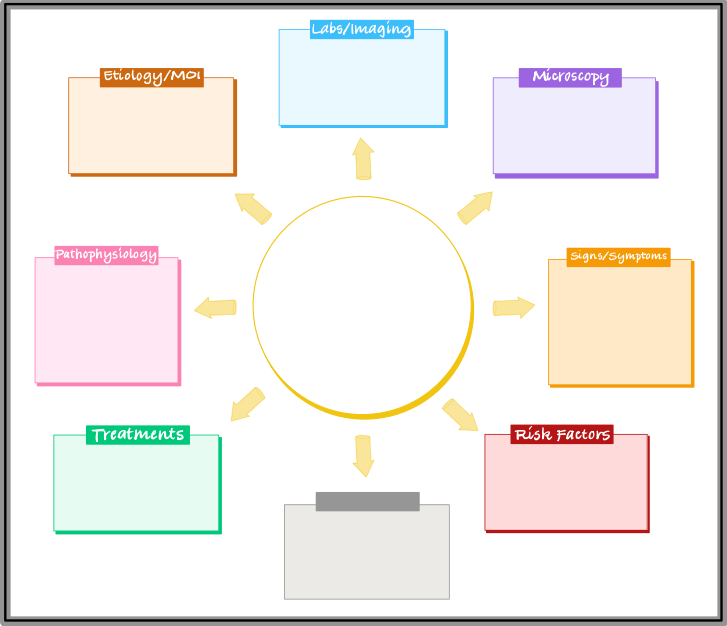 Labs/Imaging
Etiology/MOI
Microscopy
Pathophysiology
Signs/Symptoms
Treatments
Risk Factors